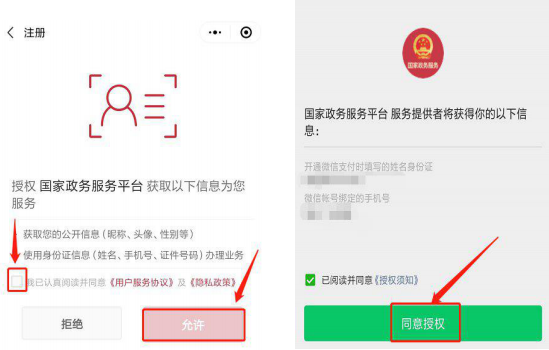 注册
授权 国家政务服务平台 获取以下信息为您
服务
获取您的公开信息（昵称、头像、性别等）
使用身份证信息（姓名、手机号、证件号码）办理业务
我已认真阅读并同意《用户服务协议》及《隐私政策》
拒绝
允许
国家政务服务
国家政务服务平台 服务提供者将获得你的以下信
息：
开通微信支付时填写的姓名身份证
微信帐号绑定的手机号
已阅读并同意《授权须知》
同意授权